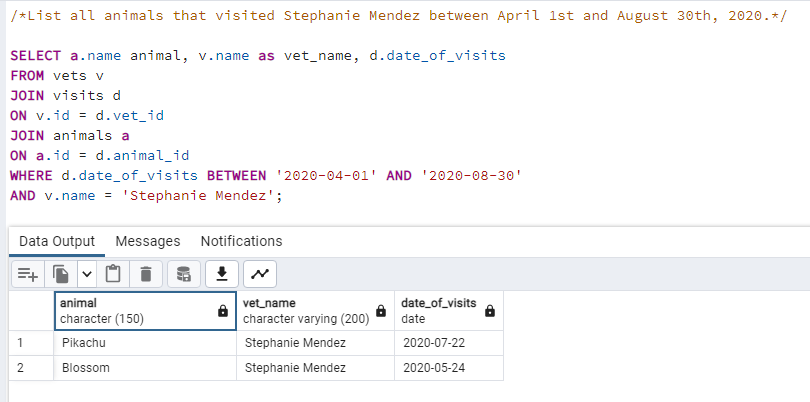 /*List all animals that visited Stephanie Mendez between April 1st and August 30th, 2020.*/
SELECT a.name animal, v.name as vet_name, d.date_of_visits
FROM vets v
JOIN visits d
ON v.id = d.vet_id
JOIN animals a
ON a.id = d.animal_id
WHERE d.date_of_visits BETWEEN '2020-04-01' AND '2020-08-30'
AND v.name = 'Stephanie Mendez';
Data Output Messages Notifications
animal vet_name date_of_visits
character (150) character varying (200) date
1 Pikachu Stephanie Mendez 2020-07-22
2 Blossom Stephanie Mendez 2020-05-24